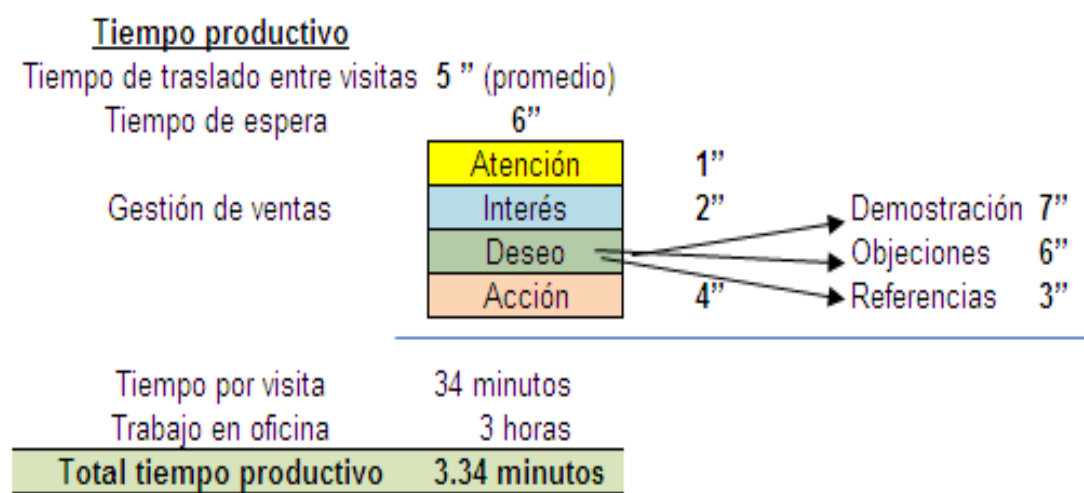 Tiempo productivo
Tiempo de traslado entre visitas 5 ” (promedio)
Tiempo de espera 6”
Atención 1”
Gestión de ventas Interés 2” Demostración 7”
Deseo Objeciones 6”
Acción 4” Referencias 3”
Tiempo por visita 34 minutos
Trabajo en oficina 3 horas
Total tiempo productivo 3.34 minutos